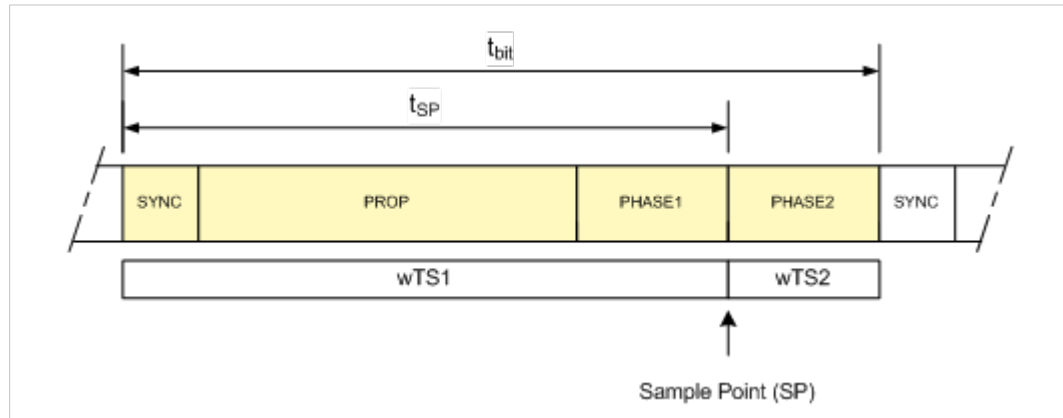 tbit
tSP
SYNC PROP PHASE1 PHASE2 SYNC
wTS1 wTS2
Sample Point (SP)